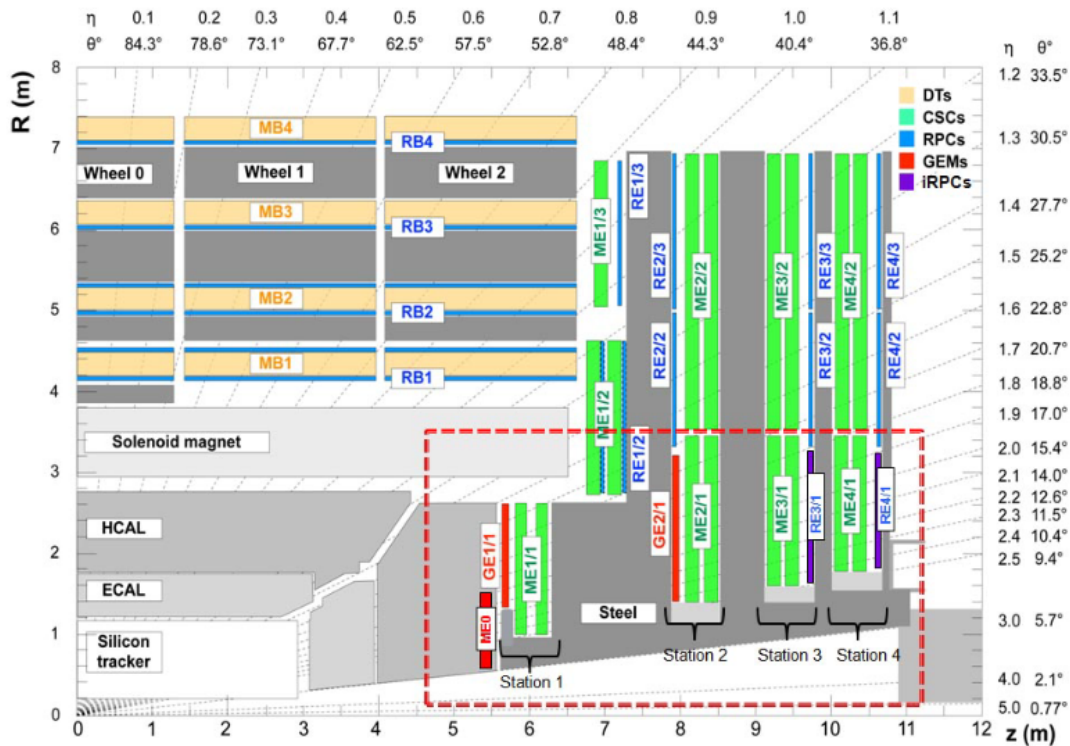 η 0.1 0.2 0.3 0.4 0.5 0.6 0.7 0.8 0.9 1.0 1.1
θ° 84.3° 78.6° 73.1° 67.7° 62.5° 57.5° 52.8° 48.4° 44.3° 40.4° 36.8° η θ°
R (m)
8 1.2 33.5°
DTs
CSCs
RPCs
GEMs
iRPCs
MB4
RB4
7 1.3 30.5°
Wheel 0 Wheel 1 Wheel 2
RE1/3
MB3
RB3
6 1.4 27.7°
ME1/3
RE2/3 ME2/2 ME3/2 RE3/3 ME4/2 RE4/3
1.5 25.2°
MB2
RB2
5 1.6 22.8°
MB1
RB1
1.7 20.7°
RE2/2 RE3/2 RE4/2
4 1.8 18.8°
ME1/2
1.9 17.0°
Solenoid magnet
RE1/2
2.0 15.4°
3 2.1 14.0°
2.2 12.6°
HCAL
GE1/1 ME1/1 GE2/1 ME2/1 ME3/1 RE3/1 ME4/1 RE4/1
2.3 11.5°
2 2.4 10.4°
2.5 9.4°
ECAL
Steel
ME0
1 3.0 5.7°
Silicon
tracker
Station 1 Station 2 Station 3 Station 4
4.0 2.1°
0 5.0 0.77°
0 1 2 3 4 5 6 7 8 9 10 11 12
z (m)